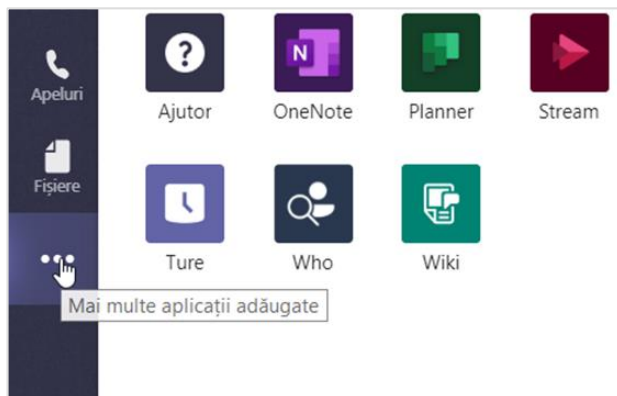 Apeluri
Fișiere
Ajutor
OneNote
Planner
Stream
Ture
Who
Wiki
Mai multe aplicații adăugate